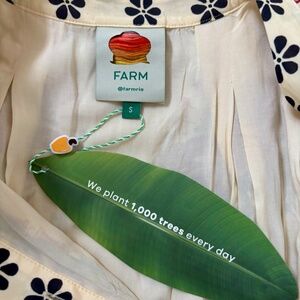 FARM
@farmrio
S
We plant 1,000 trees every day